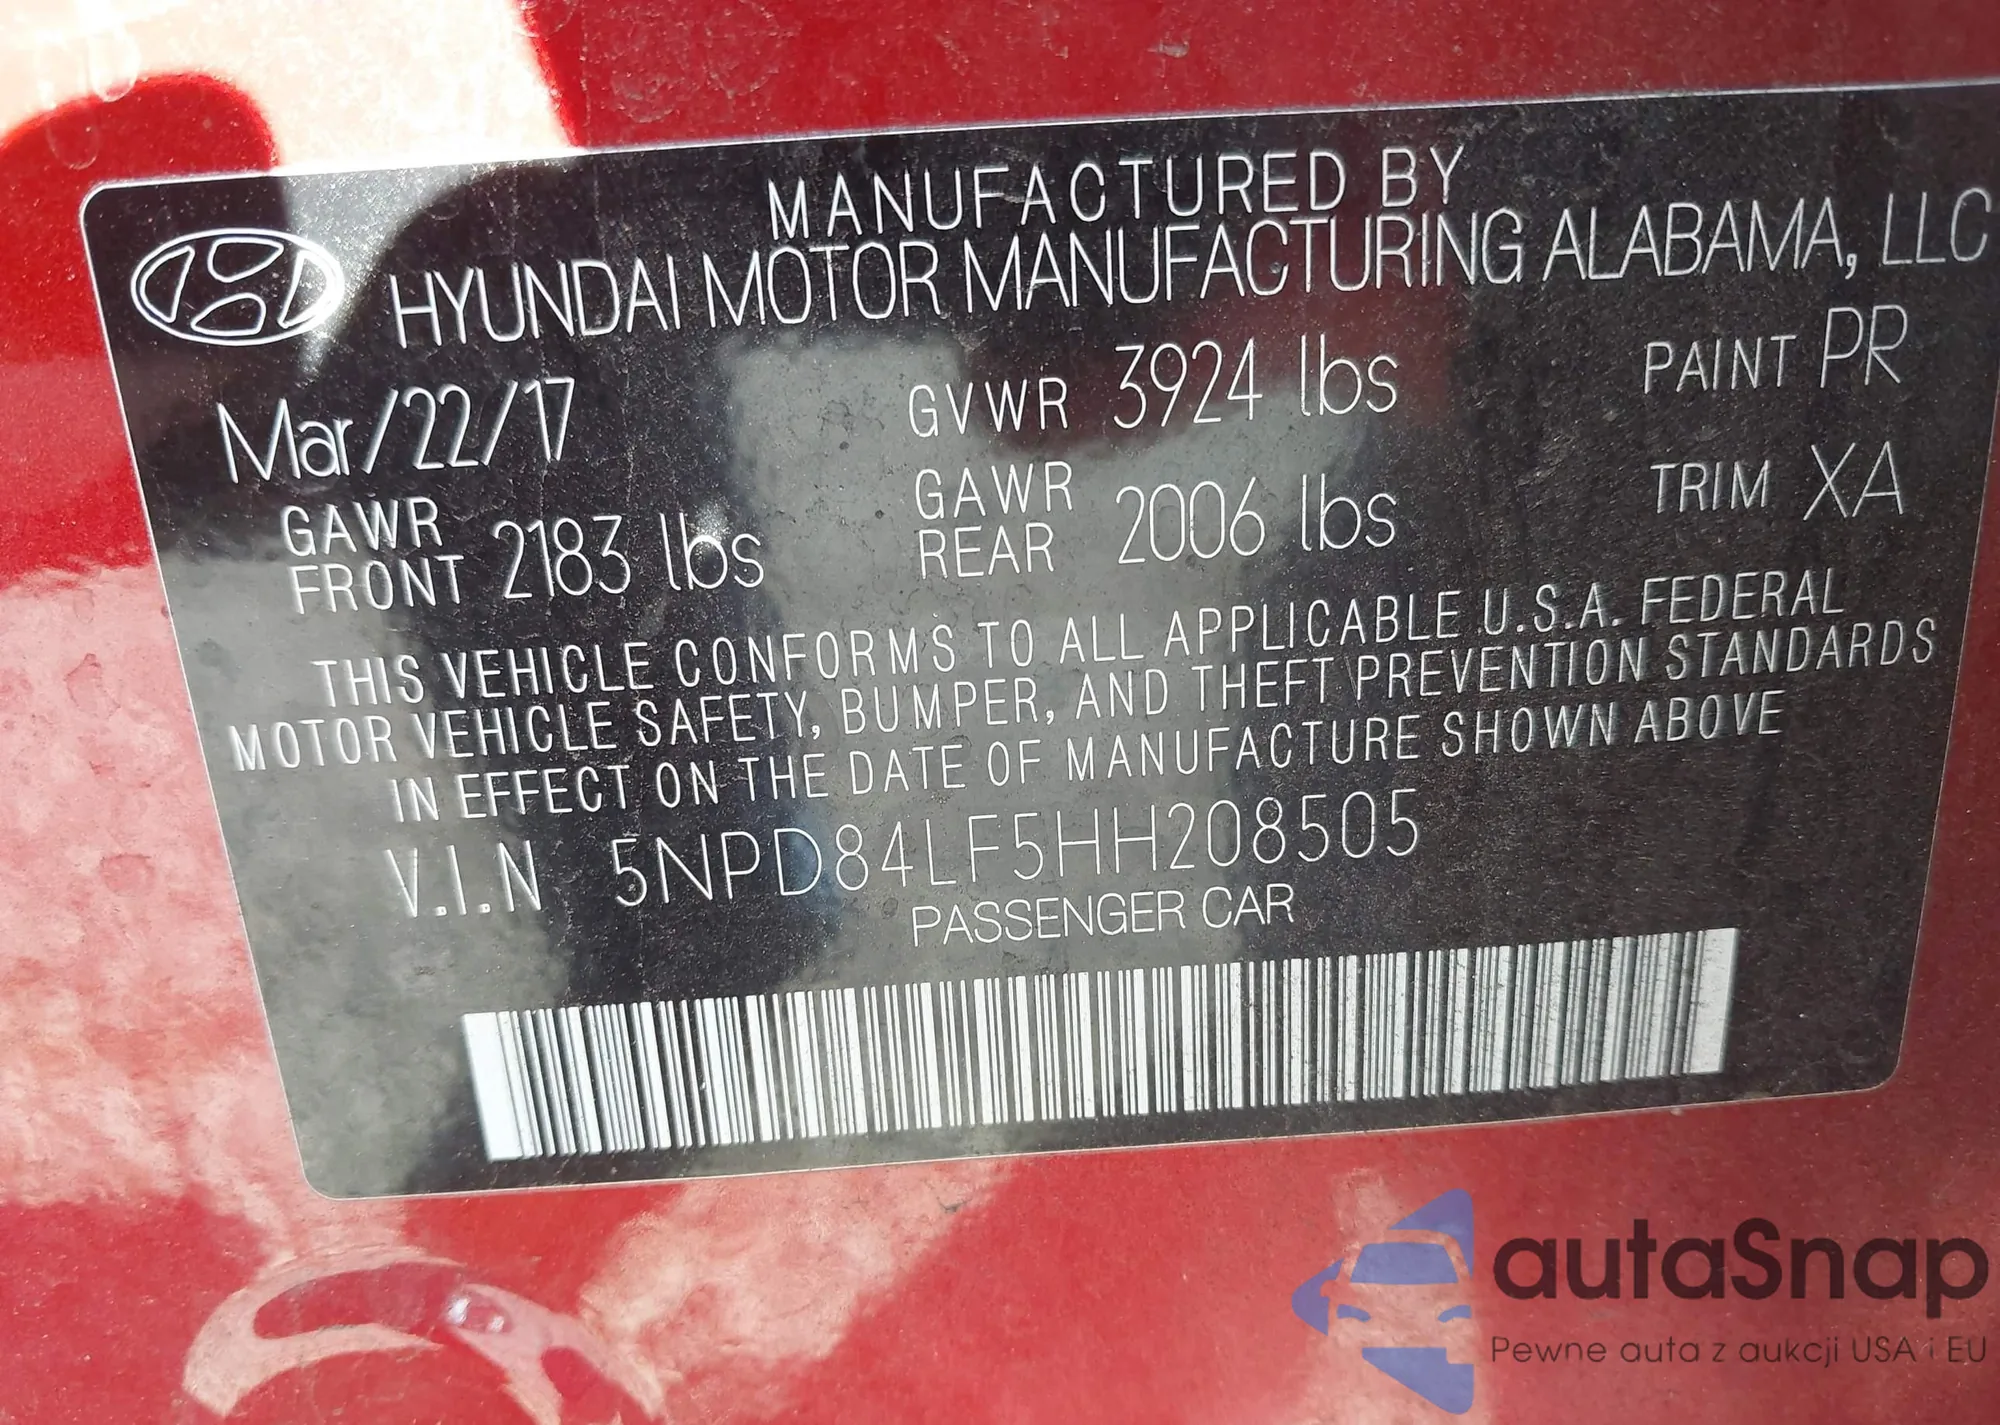 MANUFACTURED BY
HYUNDAI MOTOR MANUFACTURING ALABAMA, LLC
Mar/22/17 GVWR 3924 lbs PAINT PR
GAWR FRONT 2183 lbs GAWR REAR 2006 lbs TRIM XA
THIS VEHICLE CONFORMS TO ALL APPLICABLE U.S.A. FEDERAL
MOTOR VEHICLE SAFETY, BUMPER, AND THEFT PREVENTION STANDARDS
IN EFFECT ON THE DATE OF MANUFACTURE SHOWN ABOVE
V.I.N 5NPD84LF5HH208505
PASSENGER CAR
autaSnap
Pewne auta z aukcji USA i EU